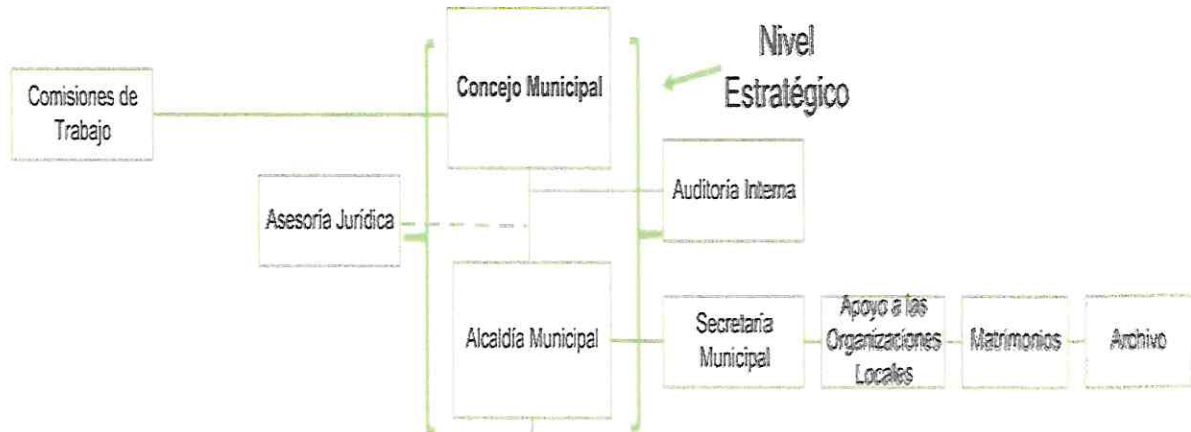 Nivel
Estratégico
Concejo Municipal
Comisiones de
Trabajo
Auditoría Interna
Asesoría Jurídica
Alcaldía Municipal
Secretaría
Municipal
Apoyo a las
Organizaciones
Locales
Matrimonios
Archivo